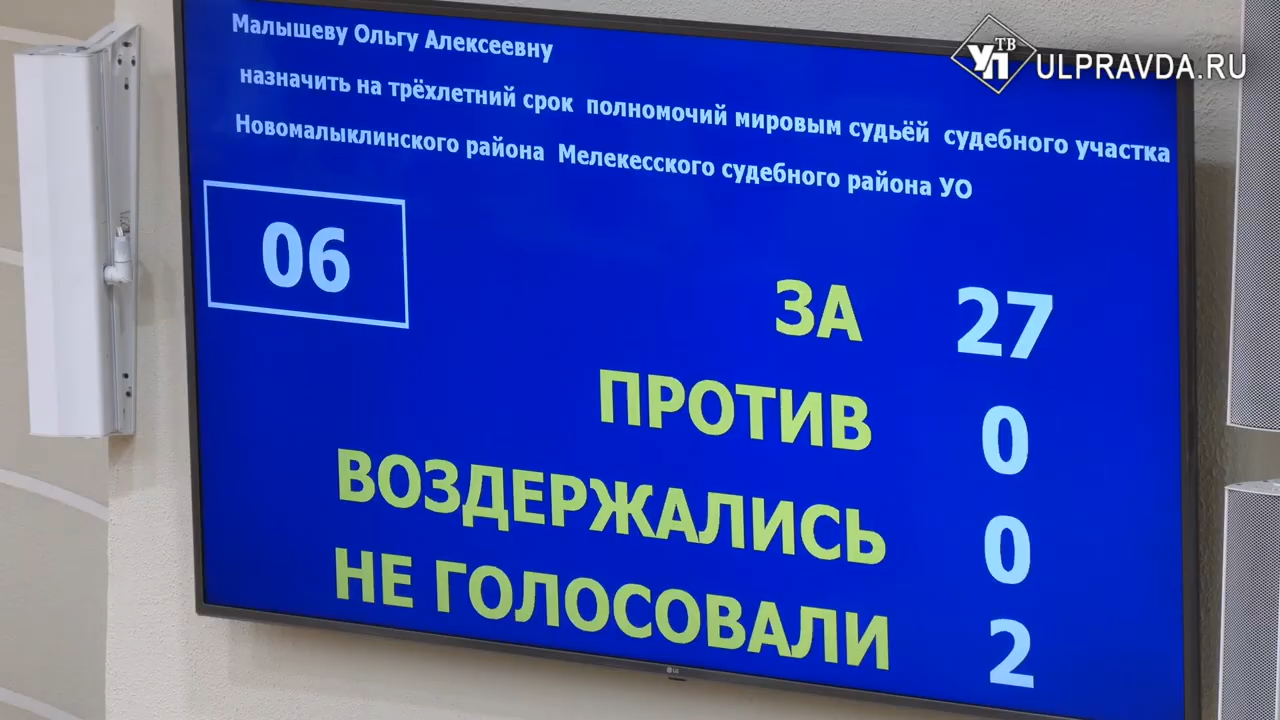 Малышеву Ольгу Алексеевну
УП ТВ ULPRAVDA.RU
назначить на трёхлетний срок полномочий мировым судьёй судебного участка
Новомалыклинского района Мелекесского судебного района УО
06
ЗА 27
ПРОТИВ 0
ВОЗДЕРЖАЛИСЬ 0
НЕ ГОЛОСОВАЛИ 2
LG